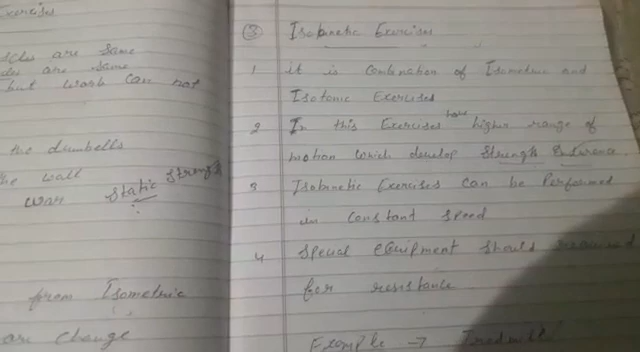 Exercises
are Same
are Same
but work can not
the dumbells
the wall
static strength
from Isometric
are change
③ Isokinetic Exercises
1 it is Combination of Isometric and
Isotonic Exercises
2 In this Exercises have higher range of
motion which develop Strength &
3 Isokinetic Exercises can be Performed
in Constant Speed
4 Special equipment should
for resistance
Example →